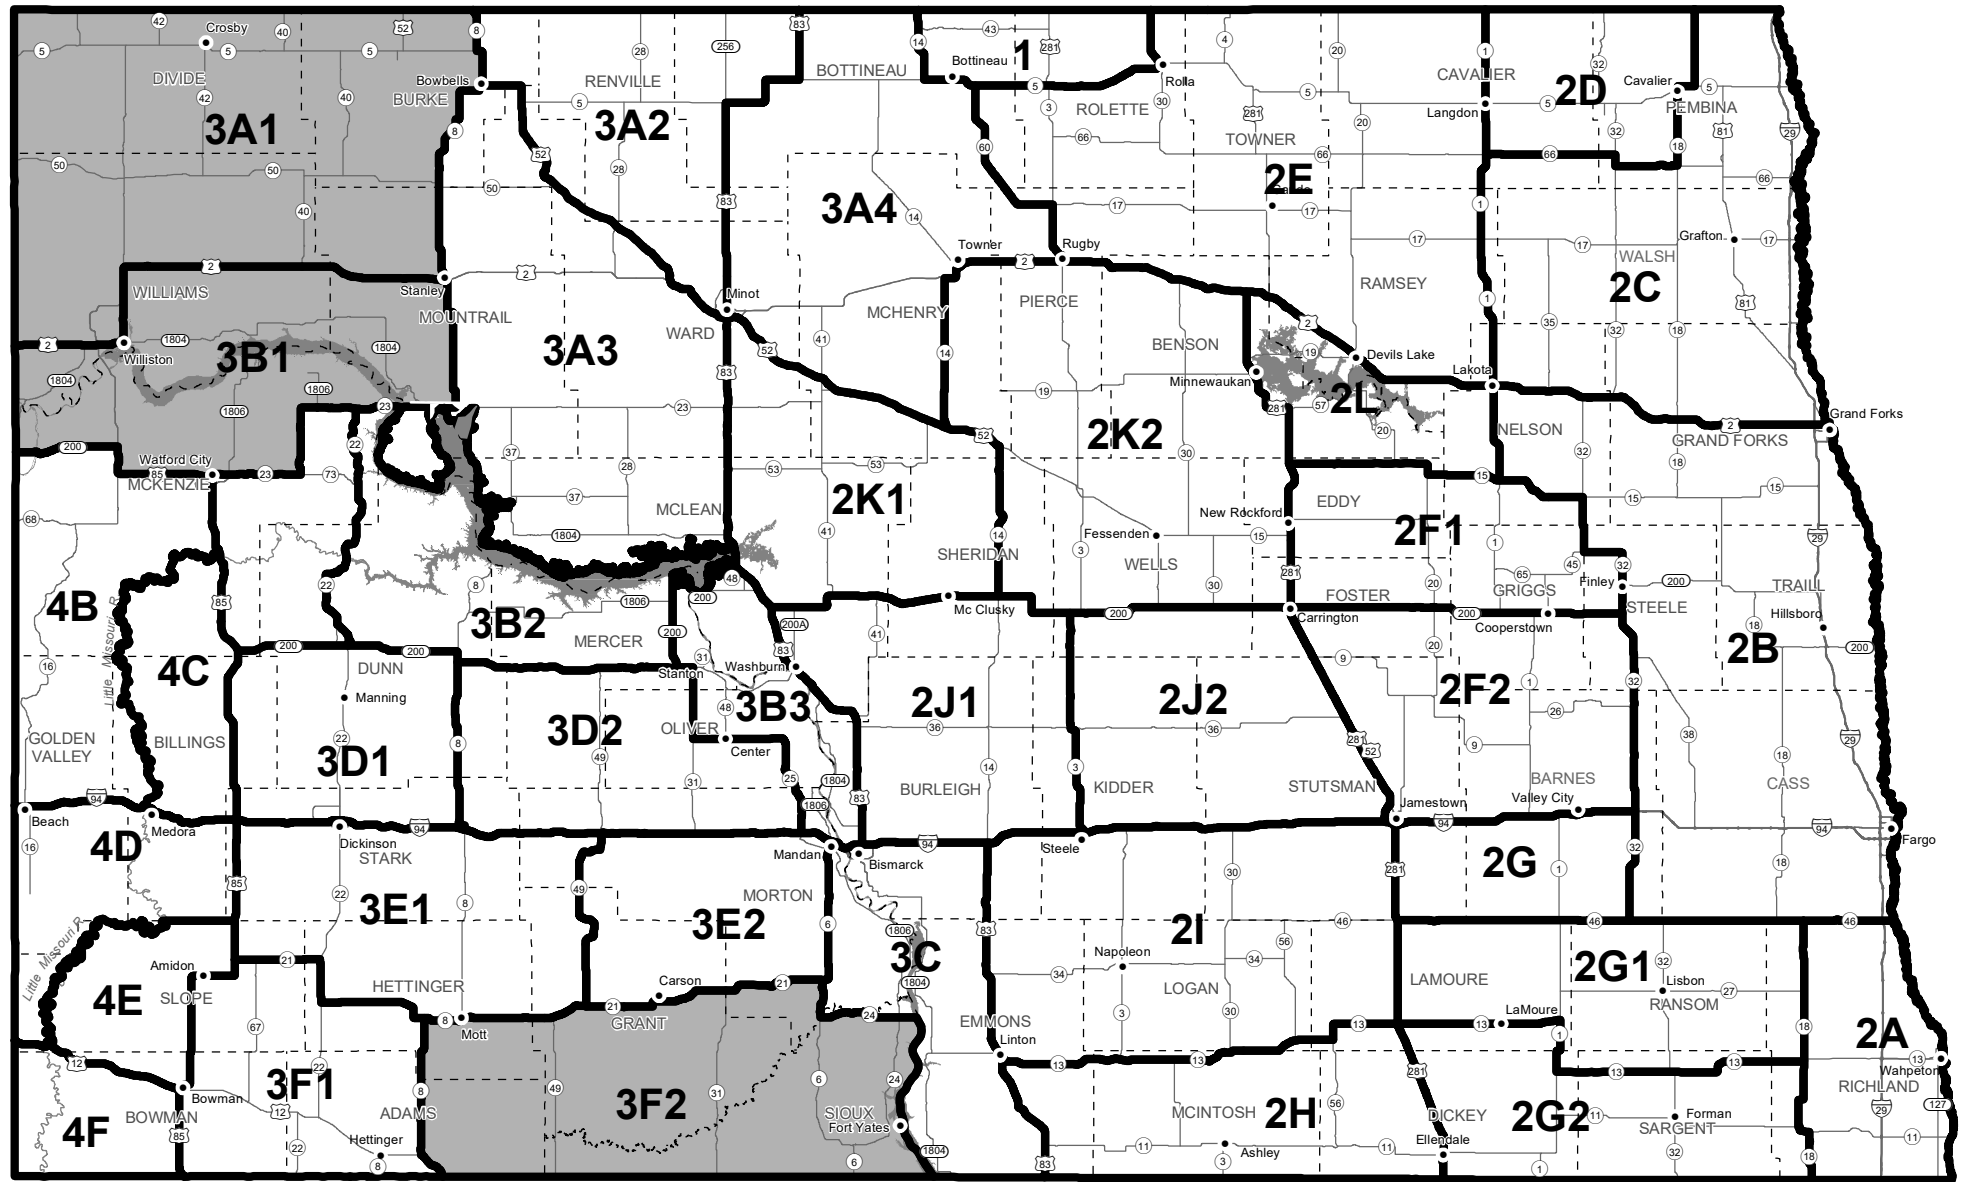 3A1
3A2
3A3
3A4
1
2D
2E
2C
3B1
2L
2K2
2K1
2F1
4B
3B2
4C
2B
3B3
2J1
2J2
2F2
3D1
3D2
4D
2G
3E1
3E2
2I
3C
2G1
4E
2A
3F1
3F2
2H
2G2
4F
DIVIDE
BURKE
RENVILLE
BOTTINEAU
ROLETTE
TOWNER
CAVALIER
PEMBINA
WILLIAMS
MOUNTRAIL
WARD
MCHENRY
PIERCE
BENSON
RAMSEY
WALSH
NELSON
GRAND FORKS
MCKENZIE
MCLEAN
SHERIDAN
WELLS
EDDY
FOSTER
GRIGGS
STEELE
TRAILL
DUNN
MERCER
OLIVER
GOLDEN
VALLEY
BILLINGS
BURLEIGH
KIDDER
STUTSMAN
BARNES
CASS
STARK
MORTON
SLOPE
HETTINGER
GRANT
EMMONS
LOGAN
LAMOURE
RANSOM
RICHLAND
BOWMAN
ADAMS
SIOUX
MCINTOSH
DICKEY
SARGENT
Crosby
Bowbells
Bottineau
Rolla
Langdon
Cavalier
Stanley
Minot
Towner
Rugby
Grafton
Williston
Devils Lake
Minnewaukan
Lakota
Grand Forks
Watford City
New Rockford
Fessenden
Mc Clusky
Carrington
Cooperstown
Finley
Hillsboro
Stanton
Washburn
Manning
Center
Beach
Medora
Dickinson
Mandan
Bismarck
Steele
Jamestown
Valley City
Fargo
Amidon
Mott
Carson
Napoleon
Linton
LaMoure
Lisbon
Wahpeton
Bowman
Hettinger
Fort Yates
Ashley
Ellendale
Forman
Little Missouri R
Little Missouri R